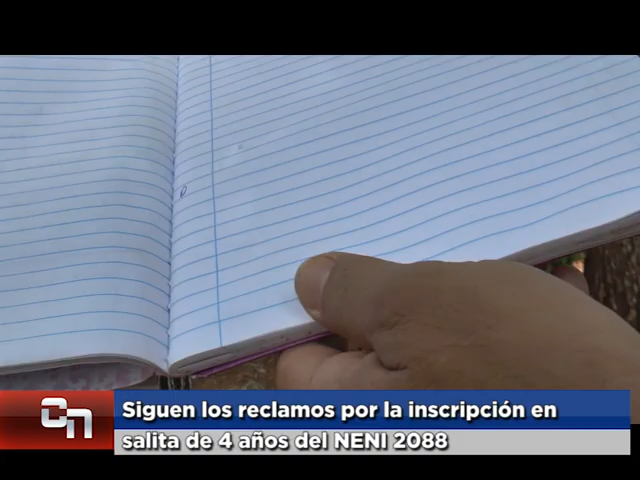 Siguen los reclamos por la inscripción en
salita de 4 años del NENI 2088